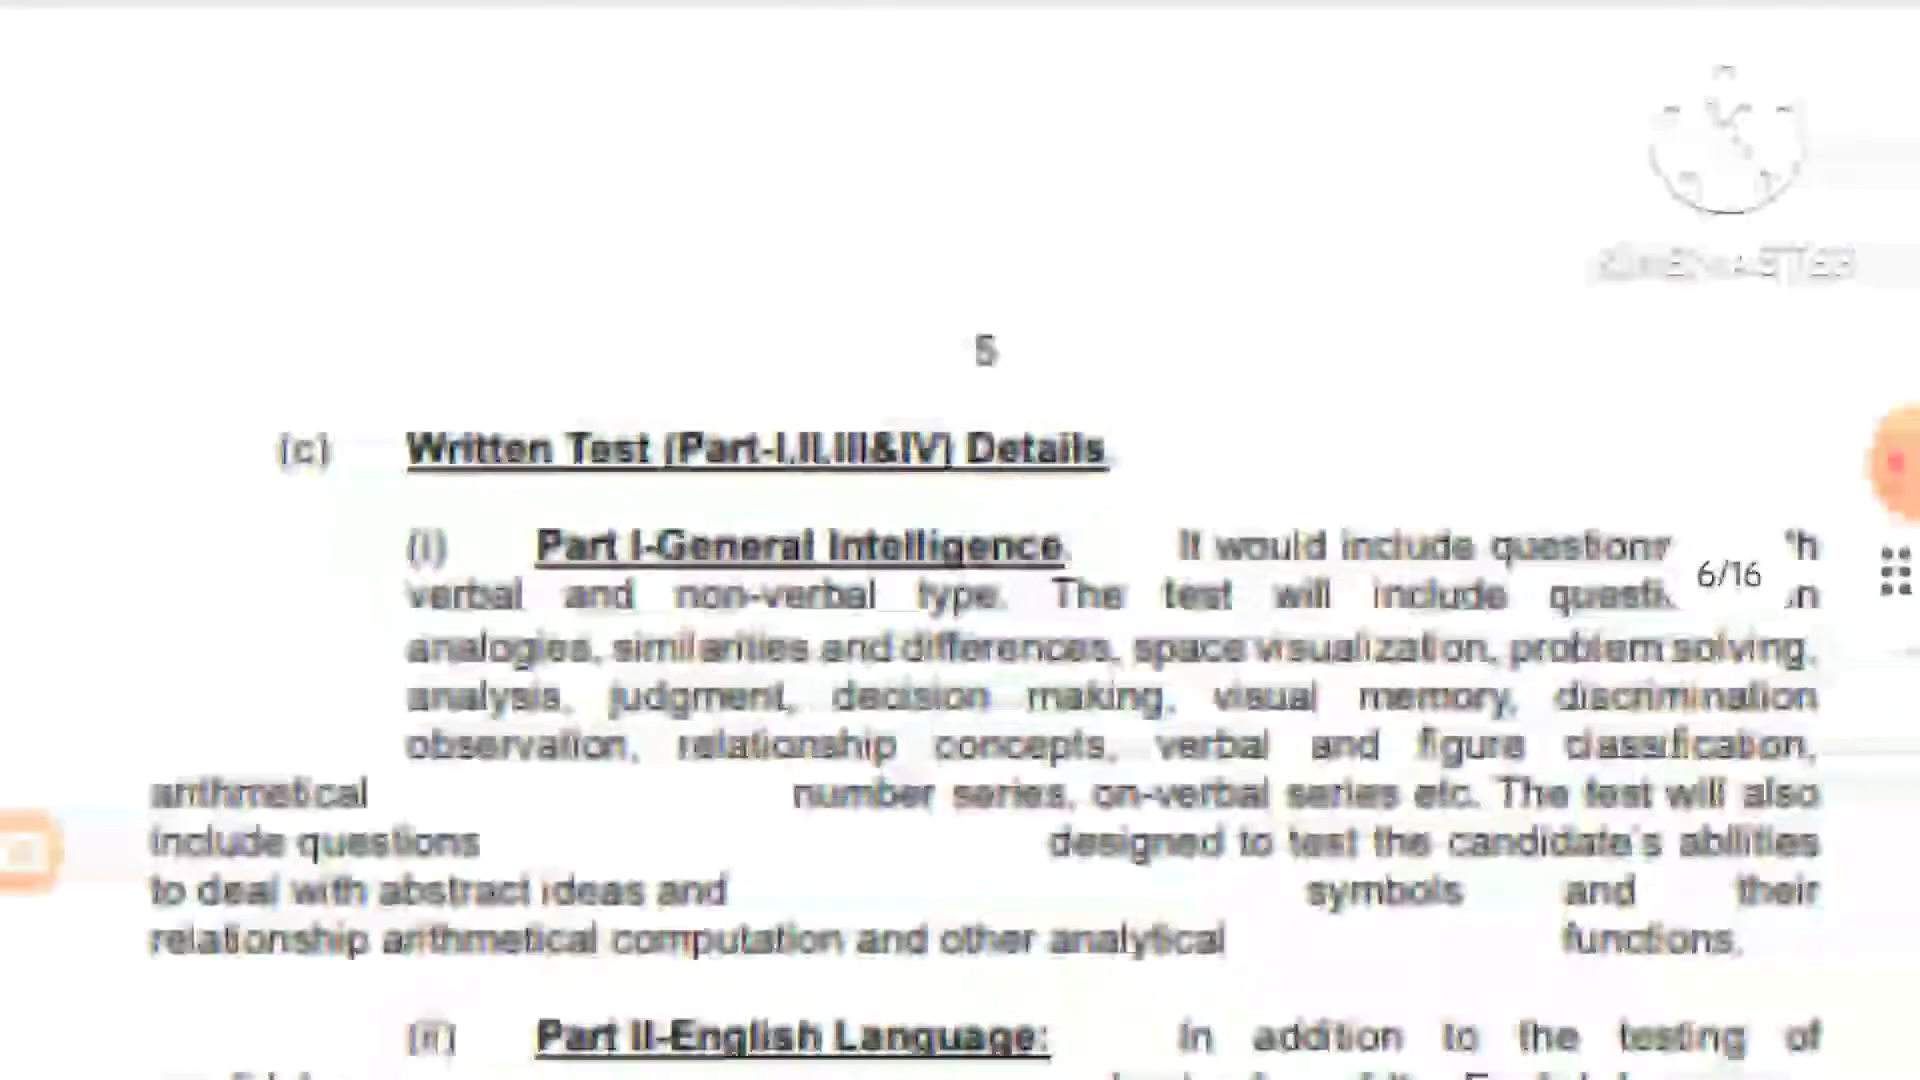 KINEMASTER
5
(c) Written Test (Part-I,II,III&IV) Details.
(i) Part I-General Intelligence. It would include question
verbal and non-verbal type. The test will include
6/16
analogies, similarities and differences, space visualization, problem solving,
analysis, judgment, decision making, visual memory, discrimination
observation, relationship concepts, verbal and figure classification,
arithmetical number series, on-verbal series etc. The test will also
include questions designed to test the candidate's abilities
to deal with abstract ideas and symbols and their
relationship arithmetical computation and other analytical functions.
(ii) Part II-English Language: In addition to the testing of